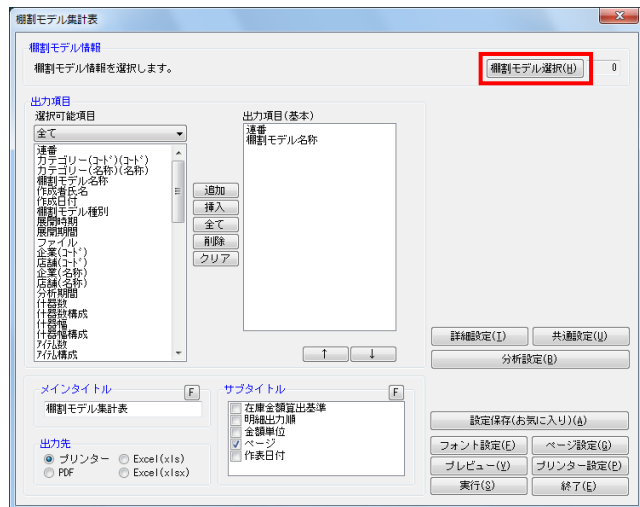 棚割モデル集計表
棚割モデル情報
棚割モデル情報を選択します。
棚割モデル選択(H)
0
出力項目
選択可能項目
全て
連番
カテゴリー(コード)(コード)
カテゴリー(名称)(名称)
棚割モデル名称
作成者氏名
作成日付
棚割モデル種別
展開時期
展開期間
ファイル
企業(コード)
店舗(コード)
企業(名称)
店舗(名称)
分析期間
什器数
什器数構成
什器幅
什器幅構成
アイテム数
アイテム構成
追加
挿入
全て
削除
クリア
出力項目(基本)
連番
棚割モデル名称
↑
↓
詳細設定(I)
共通設定(U)
分析設定(B)
メインタイトル
F
棚割モデル集計表
出力先
プリンター
Excel(xls)
PDF
Excel(xlsx)
サブタイトル
F
在庫金額算出基準
明細出力順
金額単位
ページ
作表日付
設定保存(お気に入り)(A)
フォント設定(F)
ページ設定(G)
プレビュー(V)
プリンター設定(P)
実行(S)
終了(E)